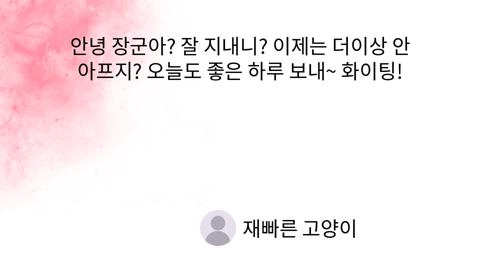 안녕 장군아? 잘 지내니? 이제는 더이상 안
아프지? 오늘도 좋은 하루 보내~ 화이팅!
재빠른 고양이